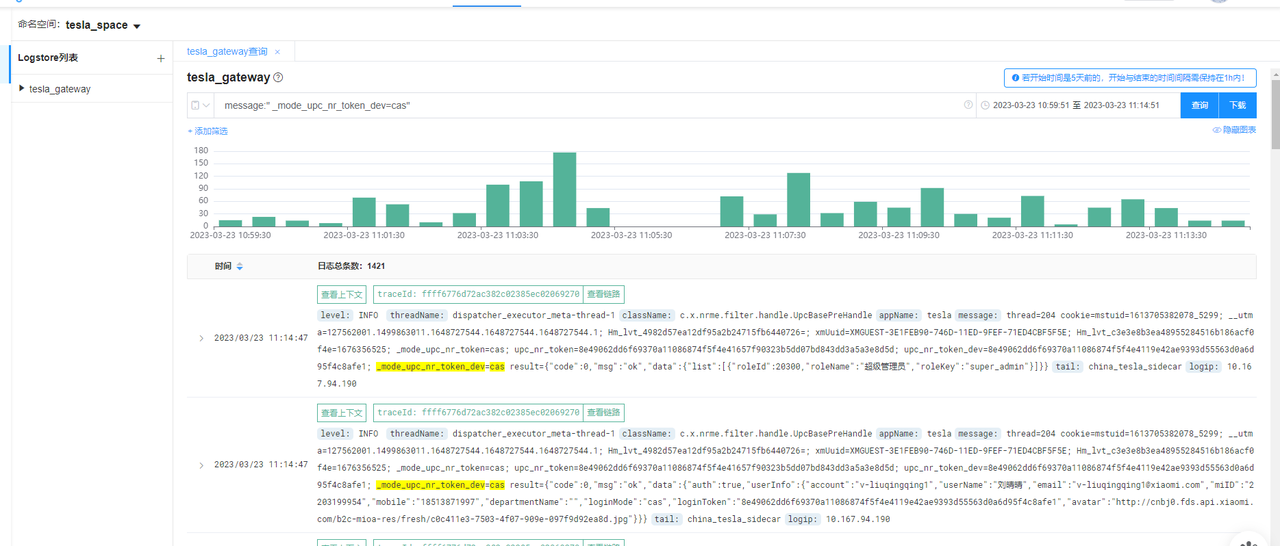 命名空间: tesla_space
Logstore列表 +
tesla_gateway
tesla_gateway查询 ×
tesla_gateway
若开始时间是5天前的，开始与结束的时间间隔需保持在1h内!
message:" _mode_upc_nr_token_dev=cas"
2023-03-23 10:59:51 至 2023-03-23 11:14:51
查询 下载
+ 添加筛选
隐藏图表
180
150
120
90
60
30
0
2023-03-23 10:59:30 2023-03-23 11:01:30 2023-03-23 11:03:30 2023-03-23 11:05:30 2023-03-23 11:07:30 2023-03-23 11:09:30 2023-03-23 11:11:30 2023-03-23 11:13:30
时间 日志总条数: 1421
查看上下文 traceId: ffff6776d72ac382c02385ec02069270 查看链路
2023/03/23 11:14:47
level: INFO threadName: dispatcher_executor_meta-thread-1 className: c.x.nrme.filter.handle.UpcBasePreHandle appName: tesla message: thread=204 cookie=mstuid=1613705382078_5299; __utm
a=127562001.1499863011.1648727544.1648727544.1648727544.1; Hm_lvt_4982d57ea12df95a2b24715fb6440726=; xmUuid=XMGUEST-3E1FEB90-746D-11ED-9FEF-71ED4CBF5F5E; Hm_lvt_c3e3e8b3ea48955284516b186acf0
f4e=1676356525; _mode_upc_nr_token=cas; upc_nr_token=8e49062dd6f69370a11086874f5f4e41657f90323b5dd07bd843dd3a5a3e8d5d; upc_nr_token_dev=8e49062dd6f69370a11086874f5f4e4119e42ae9393d55563d0a6d
95f4c8afe1; _mode_upc_nr_token_dev=cas result={"code":0,"msg":"ok","data":{"list":[{"roleId":20300,"roleName":"超级管理员","roleKey":"super_admin"}]}} tail: china_tesla_sidecar logip: 10.16
7.94.190
查看上下文 traceId: ffff6776d72ac382c02385ec02069270 查看链路
2023/03/23 11:14:47
level: INFO threadName: dispatcher_executor_meta-thread-1 className: c.x.nrme.filter.handle.UpcBasePreHandle appName: tesla message: thread=204 cookie=mstuid=1613705382078_5299; __utm
a=127562001.1499863011.1648727544.1648727544.1648727544.1; Hm_lvt_4982d57ea12df95a2b24715fb6440726=; xmUuid=XMGUEST-3E1FEB90-746D-11ED-9FEF-71ED4CBF5F5E; Hm_lvt_c3e3e8b3ea48955284516b186acf0
f4e=1676356525; _mode_upc_nr_token=cas; upc_nr_token=8e49062dd6f69370a11086874f5f4e41657f90323b5dd07bd843dd3a5a3e8d5d; upc_nr_token_dev=8e49062dd6f69370a11086874f5f4e4119e42ae9393d55563d0a6d
95f4c8afe1; _mode_upc_nr_token_dev=cas result={"code":0,"msg":"ok","data":{"auth":true,"userInfo":{"account":"v-liuqingqing1","userName":"刘晴晴","email":"v-liuqingqing1@xiaomi.com","miID":"2
203199954","mobile":"18513871997","departmentName":"","loginMode":"cas","loginToken":"8e49062dd6f69370a11086874f5f4e4119e42ae9393d55563d0a6d95f4c8afe1","avatar":"http://cnbj0.fds.api.xiaomi.
com/b2c-mioa-res/fresh/c0c411e3-7503-4f07-909e-097f9d92ea8d.jpg"}}} tail: china_tesla_sidecar logip: 10.167.94.190